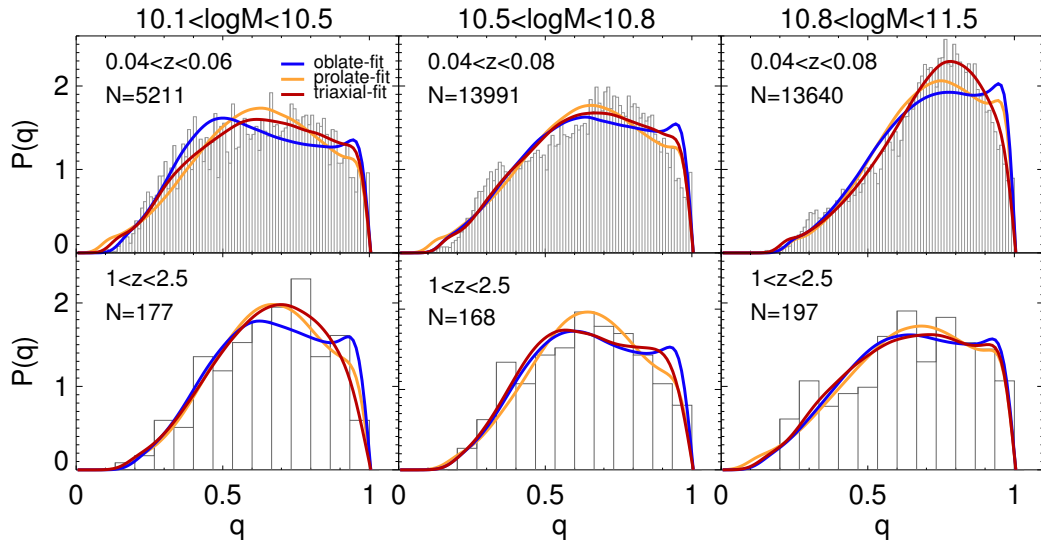 10.1<logM<10.5
10.5<logM<10.8
10.8<logM<11.5
0.04<z<0.06
N=5211
oblate-fit
prolate-fit
triaxial-fit
0.04<z<0.08
N=13991
0.04<z<0.08
N=13640
P(q)
2
1
0
1<z<2.5
N=177
1<z<2.5
N=168
1<z<2.5
N=197
P(q)
2
1
0
0 0.5 1
0 0.5 1
0 0.5 1
q
q
q